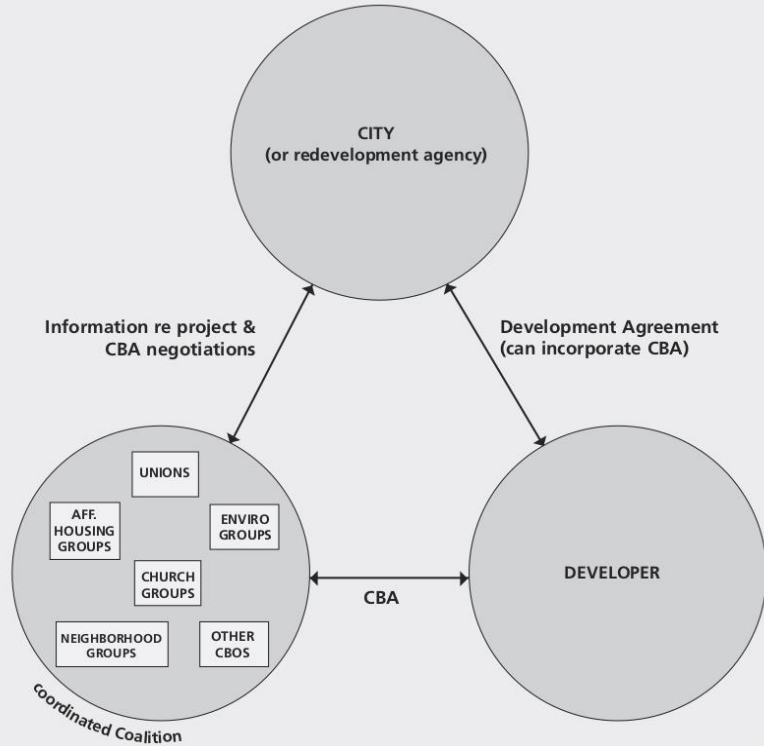 CITY
(or redevelopment agency)
Information re project &
CBA negotiations
Development Agreement
(can incorporate CBA)
UNIONS
AFF.
HOUSING
GROUPS
ENVIRO
GROUPS
CHURCH
GROUPS
NEIGHBORHOOD
GROUPS
OTHER
CBOS
coordinated Coalition
CBA
DEVELOPER